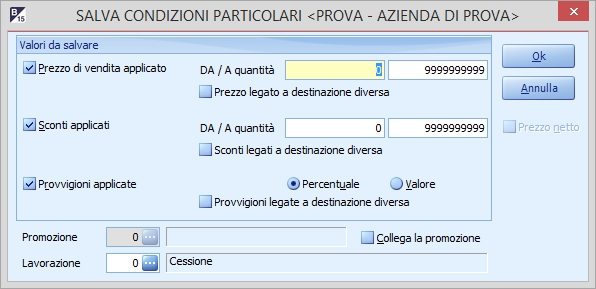 B 15 SALVA CONDIZIONI PARTICOLARI <PROVA - AZIENDA DI PROVA>
Valori da salvare
Prezzo di vendita applicato DA / A quantità 0 9999999999
Prezzo legato a destinazione diversa
Sconti applicati DA / A quantità 0 9999999999
Sconti legati a destinazione diversa
Provvigioni applicate Percentuale Valore
Provvigioni legate a destinazione diversa
Ok
Annulla
Prezzo netto
Promozione 0 ... Collega la promozione
Lavorazione 0 ... Cessione